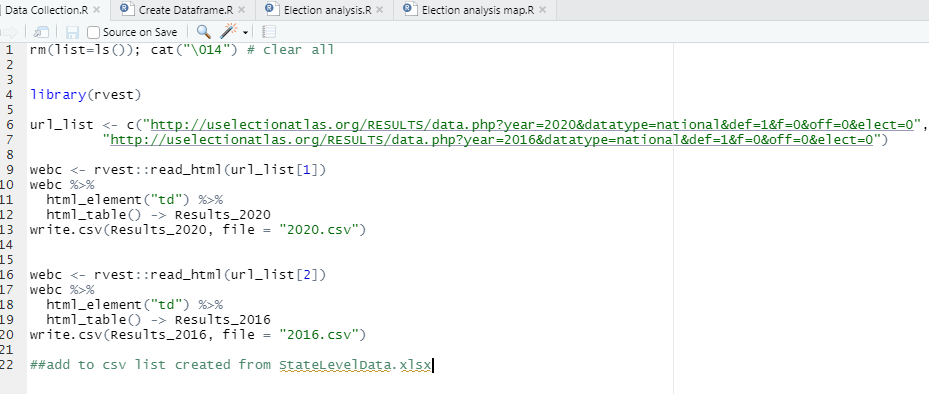 Data Collection.R × Create Dataframe.R × Election analysis.R × Election analysis map.R ×
Source on Save
1 rm(list=ls()); cat("\014") # clear all
2
3
4 library(rvest)
5
6 url_list <- c("http://uselectionatlas.org/RESULTS/data.php?year=2020&datatype=national&def=1&f=0&off=0&elect=0",
7 "http://uselectionatlas.org/RESULTS/data.php?year=2016&datatype=national&def=1&f=0&off=0&elect=0")
8
9 webc <- rvest::read_html(url_list[1])
10 webc %>%
11 html_element("td") %>%
12 html_table() -> Results_2020
13 write.csv(Results_2020, file = "2020.csv")
14
15
16 webc <- rvest::read_html(url_list[2])
17 webc %>%
18 html_element("td") %>%
19 html_table() -> Results_2016
20 write.csv(Results_2016, file = "2016.csv")
21
22 ##add to csv list created from StateLevelData.xlsx